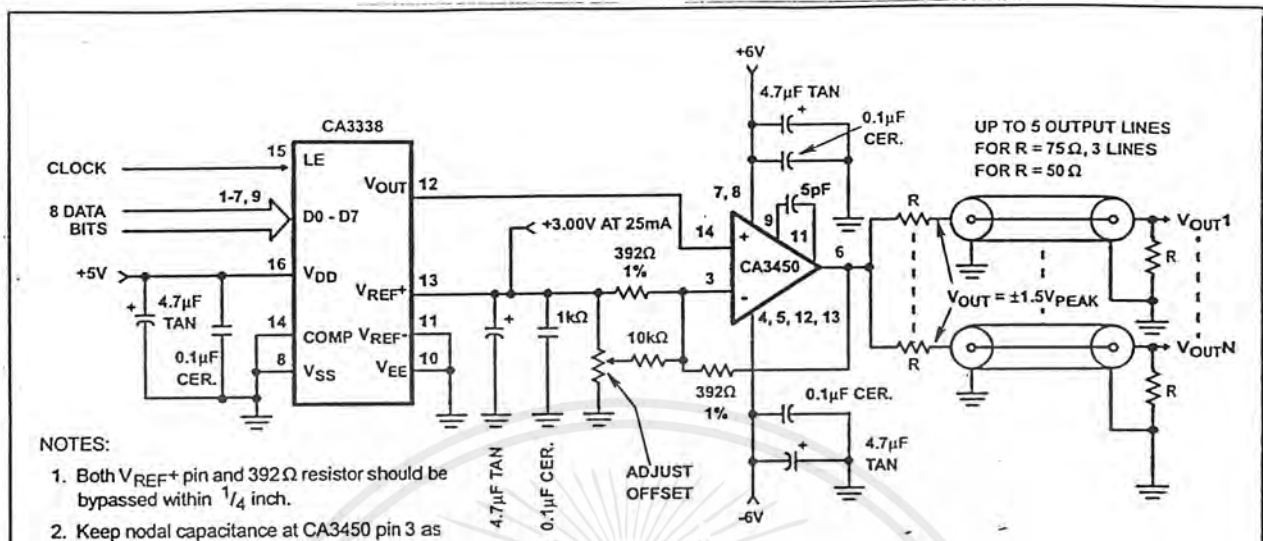 +6V
4.7µF TAN
+
0.1µF
CER.
UP TO 5 OUTPUT LINES
FOR R = 75Ω, 3 LINES
FOR R = 50Ω
CA3338
CLOCK
15
LE
VOUT
12
8 DATA
BITS
1-7, 9
D0 - D7
+3.00V AT 25mA
7, 8
5pF
9
11
14
+
CA3450
6
R
VOUT1
R
+5V
16
VDD
VREF+
13
392Ω
1%
3
-
4, 5, 12, 13
VOUT = ±1.5VPEAK
+
4.7µF
TAN
0.1µF
CER.
14
COMP
VREF-
11
8
VSS
VEE
10
+
1kΩ
10kΩ
392Ω
1%
R
VOUTN
R
0.1µF CER.
+
4.7µF
TAN
-6V
4.7µF TAN
0.1µF CER.
ADJUST
OFFSET
NOTES:
1. Both VREF+ pin and 392Ω resistor should be
bypassed within 1/4 inch.
2. Keep nodal capacitance at CA3450 pin 3 as